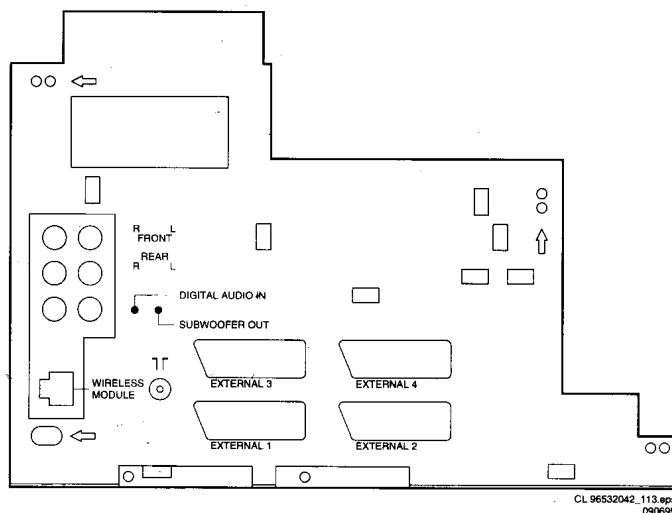 R L
FRONT
REAR
R L
DIGITAL AUDIO IN
SUBWOOFER OUT
EXTERNAL 3
EXTERNAL 4
WIRELESS
MODULE
EXTERNAL 1
EXTERNAL 2
CL 96532042_113.eps